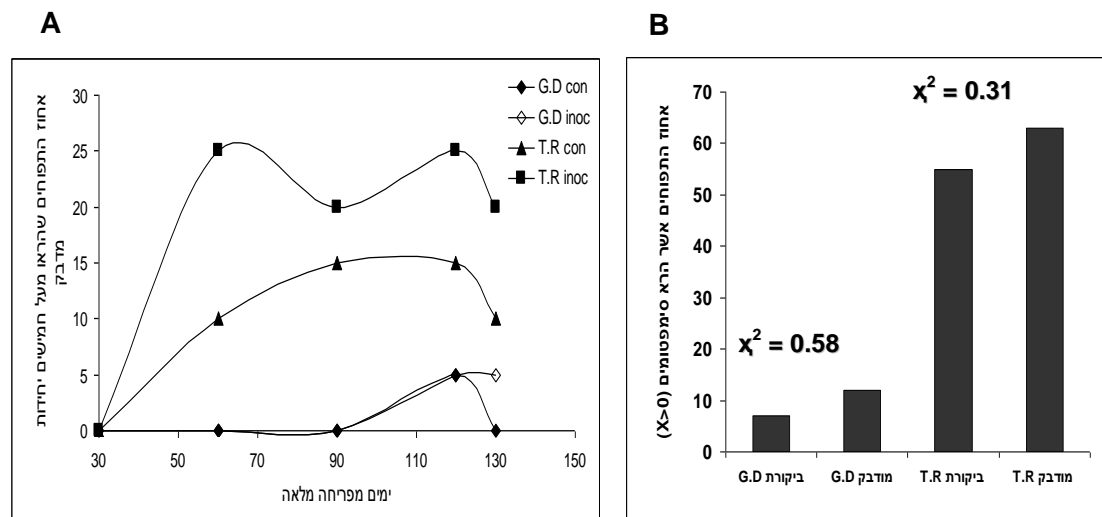 A
אחוז התפוחים שהראו מעל חמישים יחידות
מדבק
30
25
20
15
10
5
0
30 50 70 90 110 130 150
ימים מפריחה מלאה
G.D con
G.D inoc
T.R con
T.R inoc
B
אחוז התפוחים אשר הרא סימפטומים (X>0)
70
60
50
40
30
20
10
0
x² = 0.58
x² = 0.31
ביקורת G.D מודבק G.D ביקורת T.R מודבק T.R